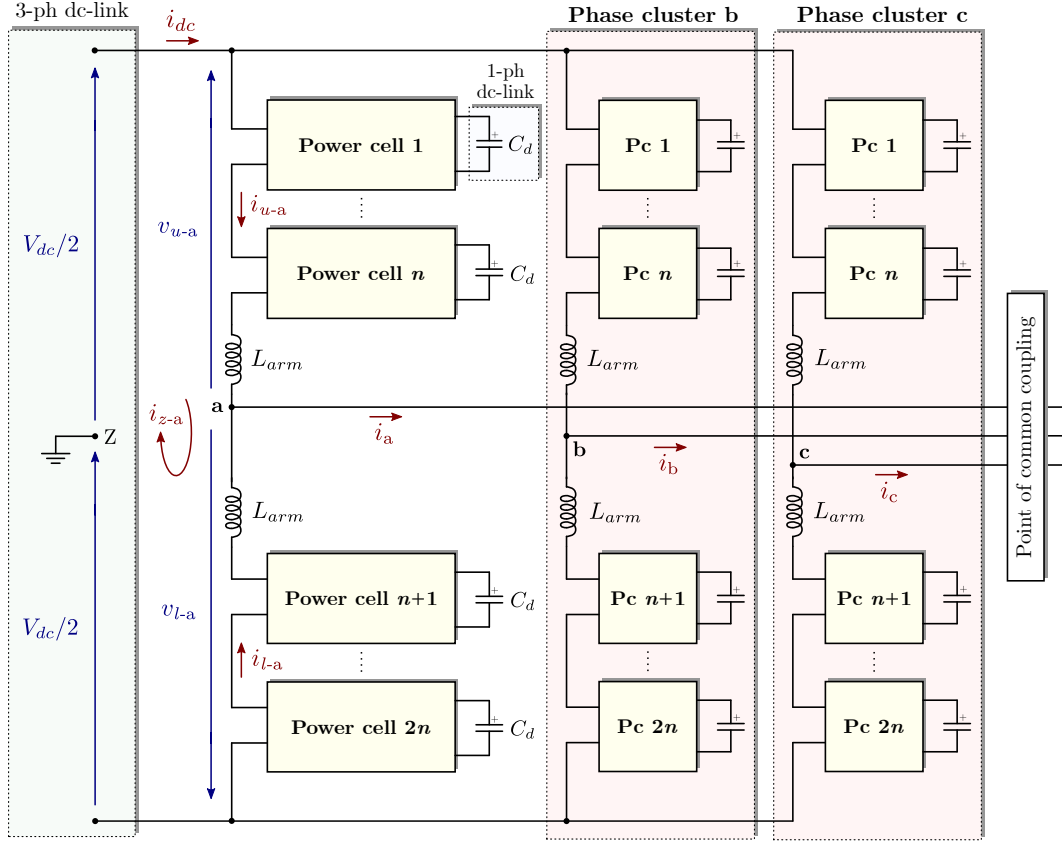 3-ph dc-link
i_dc
Phase cluster b
Phase cluster c
1-ph
dc-link
Power cell 1
+
C_d
Pc 1
+
Pc 1
+
i_u-a
V_dc/2
v_u-a
Power cell n
+
C_d
Pc n
+
Pc n
+
L_arm
L_arm
L_arm
i_z-a
a
Z
i_a
b
i_b
c
i_c
Point of common coupling
L_arm
L_arm
L_arm
V_dc/2
v_l-a
Power cell n+1
+
C_d
Pc n+1
+
Pc n+1
+
i_l-a
Power cell 2n
+
C_d
Pc 2n
+
Pc 2n
+